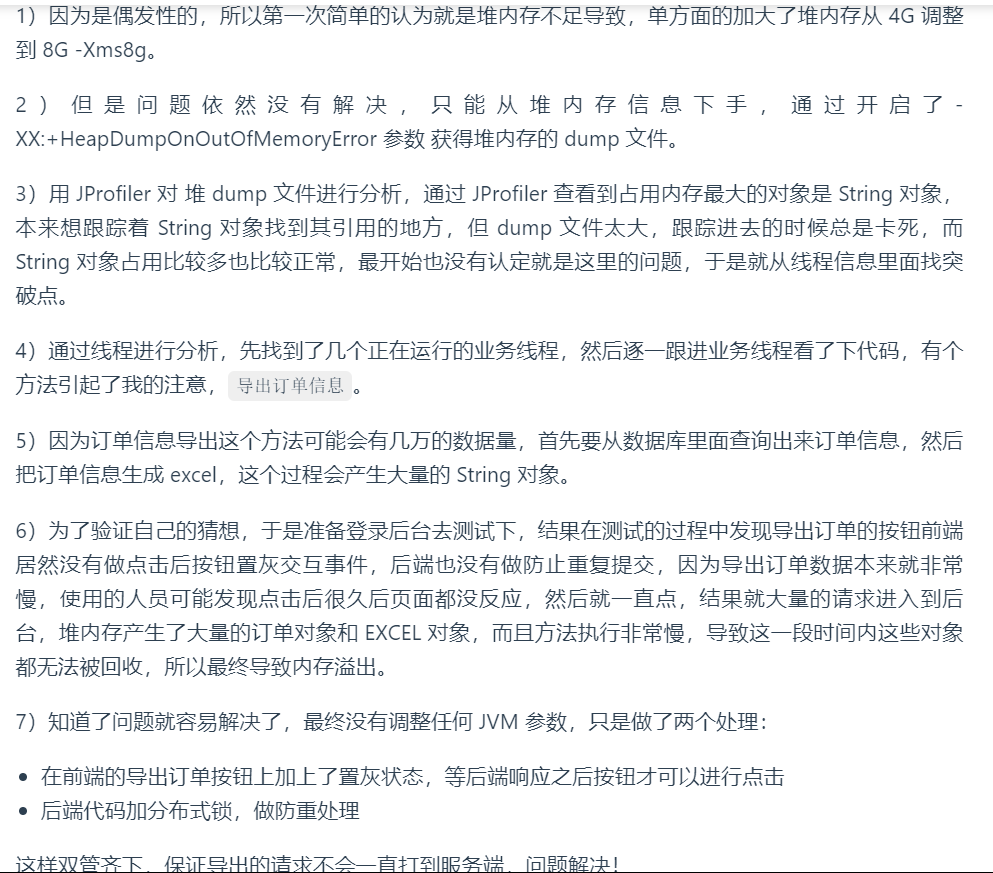 1）因为是偶发性的，所以第一次简单的认为就是堆内存不足导致，单方面的加大了堆内存从 4G 调整
到 8G -Xms8g。
2）但是问题依然没有解决，只能从堆内存信息下手，通过开启了 -
XX:+HeapDumpOnOutOfMemoryError 参数 获得堆内存的 dump 文件。
3）用 JProfiler 对 堆 dump 文件进行分析，通过 JProfiler 查看到占用内存最大的对象是 String 对象，
本来想跟踪着 String 对象找到其引用的地方，但 dump 文件太大，跟踪进去的时候总是卡死，而
String 对象占用比较多也比较正常，最开始也没有认定就是这里的问题，于是就从线程信息里面找突
破点。
4）通过线程进行分析，先找到了几个正在运行的业务线程，然后逐一跟进业务线程看了下代码，有个
方法引起了我的注意，导出订单信息。
5）因为订单信息导出这个方法可能会有几万的数据量，首先要从数据库里面查询出来订单信息，然后
把订单信息生成 excel，这个过程会产生大量的 String 对象。
6）为了验证自己的猜想，于是准备登录后台去测试下，结果在测试的过程中发现导出订单的按钮前端
居然没有做点击后按钮置灰交互事件，后端也没有做防止重复提交，因为导出订单数据本来就非常
慢，使用的人员可能发现点击后很久后页面都没反应，然后就一直点，结果就大量的请求进入到后
台，堆内存产生了大量的订单对象和 EXCEL 对象，而且方法执行非常慢，导致这一段时间内这些对象
都无法被回收，所以最终导致内存溢出。
7）知道了问题就容易解决了，最终没有调整任何 JVM 参数，只是做了两个处理：
• 在前端的导出订单按钮上加上了置灰状态，等后端响应之后按钮才可以进行点击
• 后端代码加分布式锁，做防重处理
这样双管齐下，保证导出的请求不会一直打到服务端，问题解决！